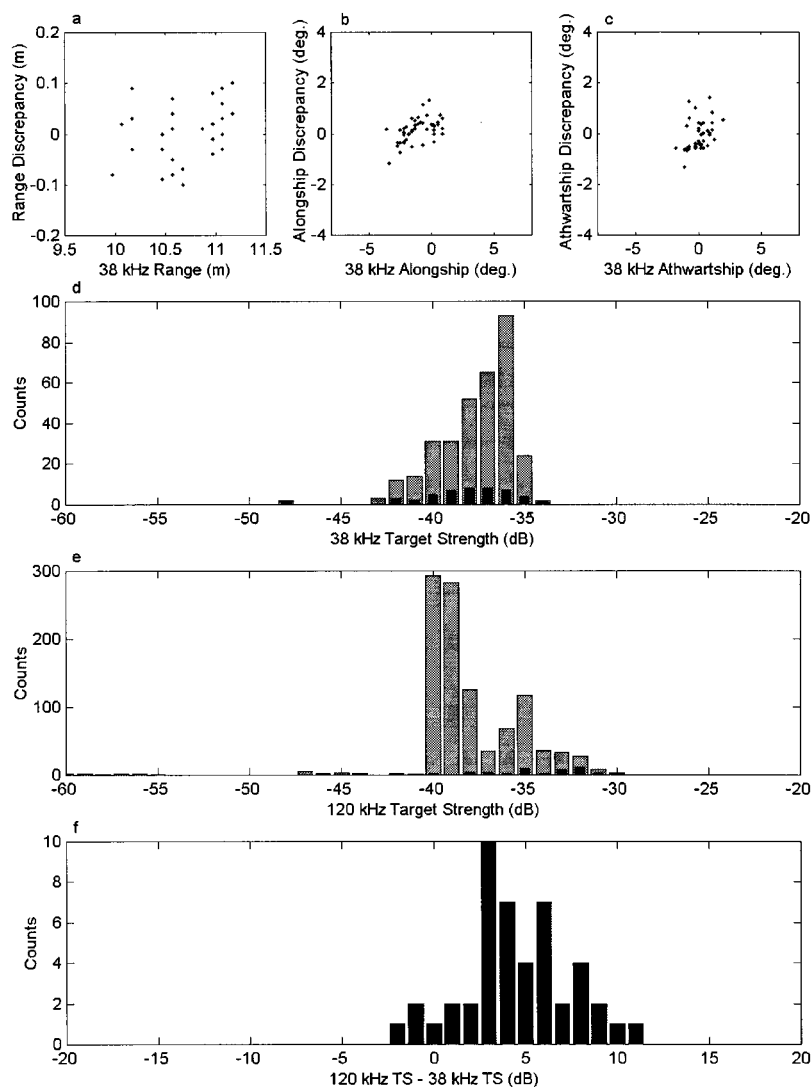 a
b
c
0.2
0.1
0
-0.1
-0.2
Range Discrepancy (m)
9.5 10 10.5 11 11.5
38 kHz Range (m)
4
2
0
-2
-4
Alongship Discrepancy (deg.)
-5 0 5
38 kHz Alongship (deg.)
4
2
0
-2
-4
Athwartship Discrepancy (deg.)
-5 0 5
38 kHz Athwartship (deg.)
d
100
80
60
40
20
0
Counts
-60 -55 -50 -45 -40 -35 -30 -25 -20
38 kHz Target Strength (dB)
e
300
200
100
0
Counts
-60 -55 -50 -45 -40 -35 -30 -25 -20
120 kHz Target Strength (dB)
f
10
8
6
4
2
0
Counts
-20 -15 -10 -5 0 5 10 15 20
120 kHz TS - 38 kHz TS (dB)